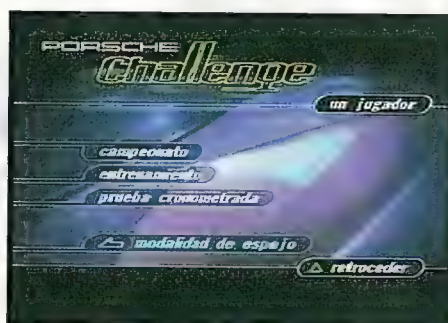 PORSCHE
Challenge
un jugador
campeonato
entrenamiento
prueba cronometrada
modalidad de espejo
retroceder